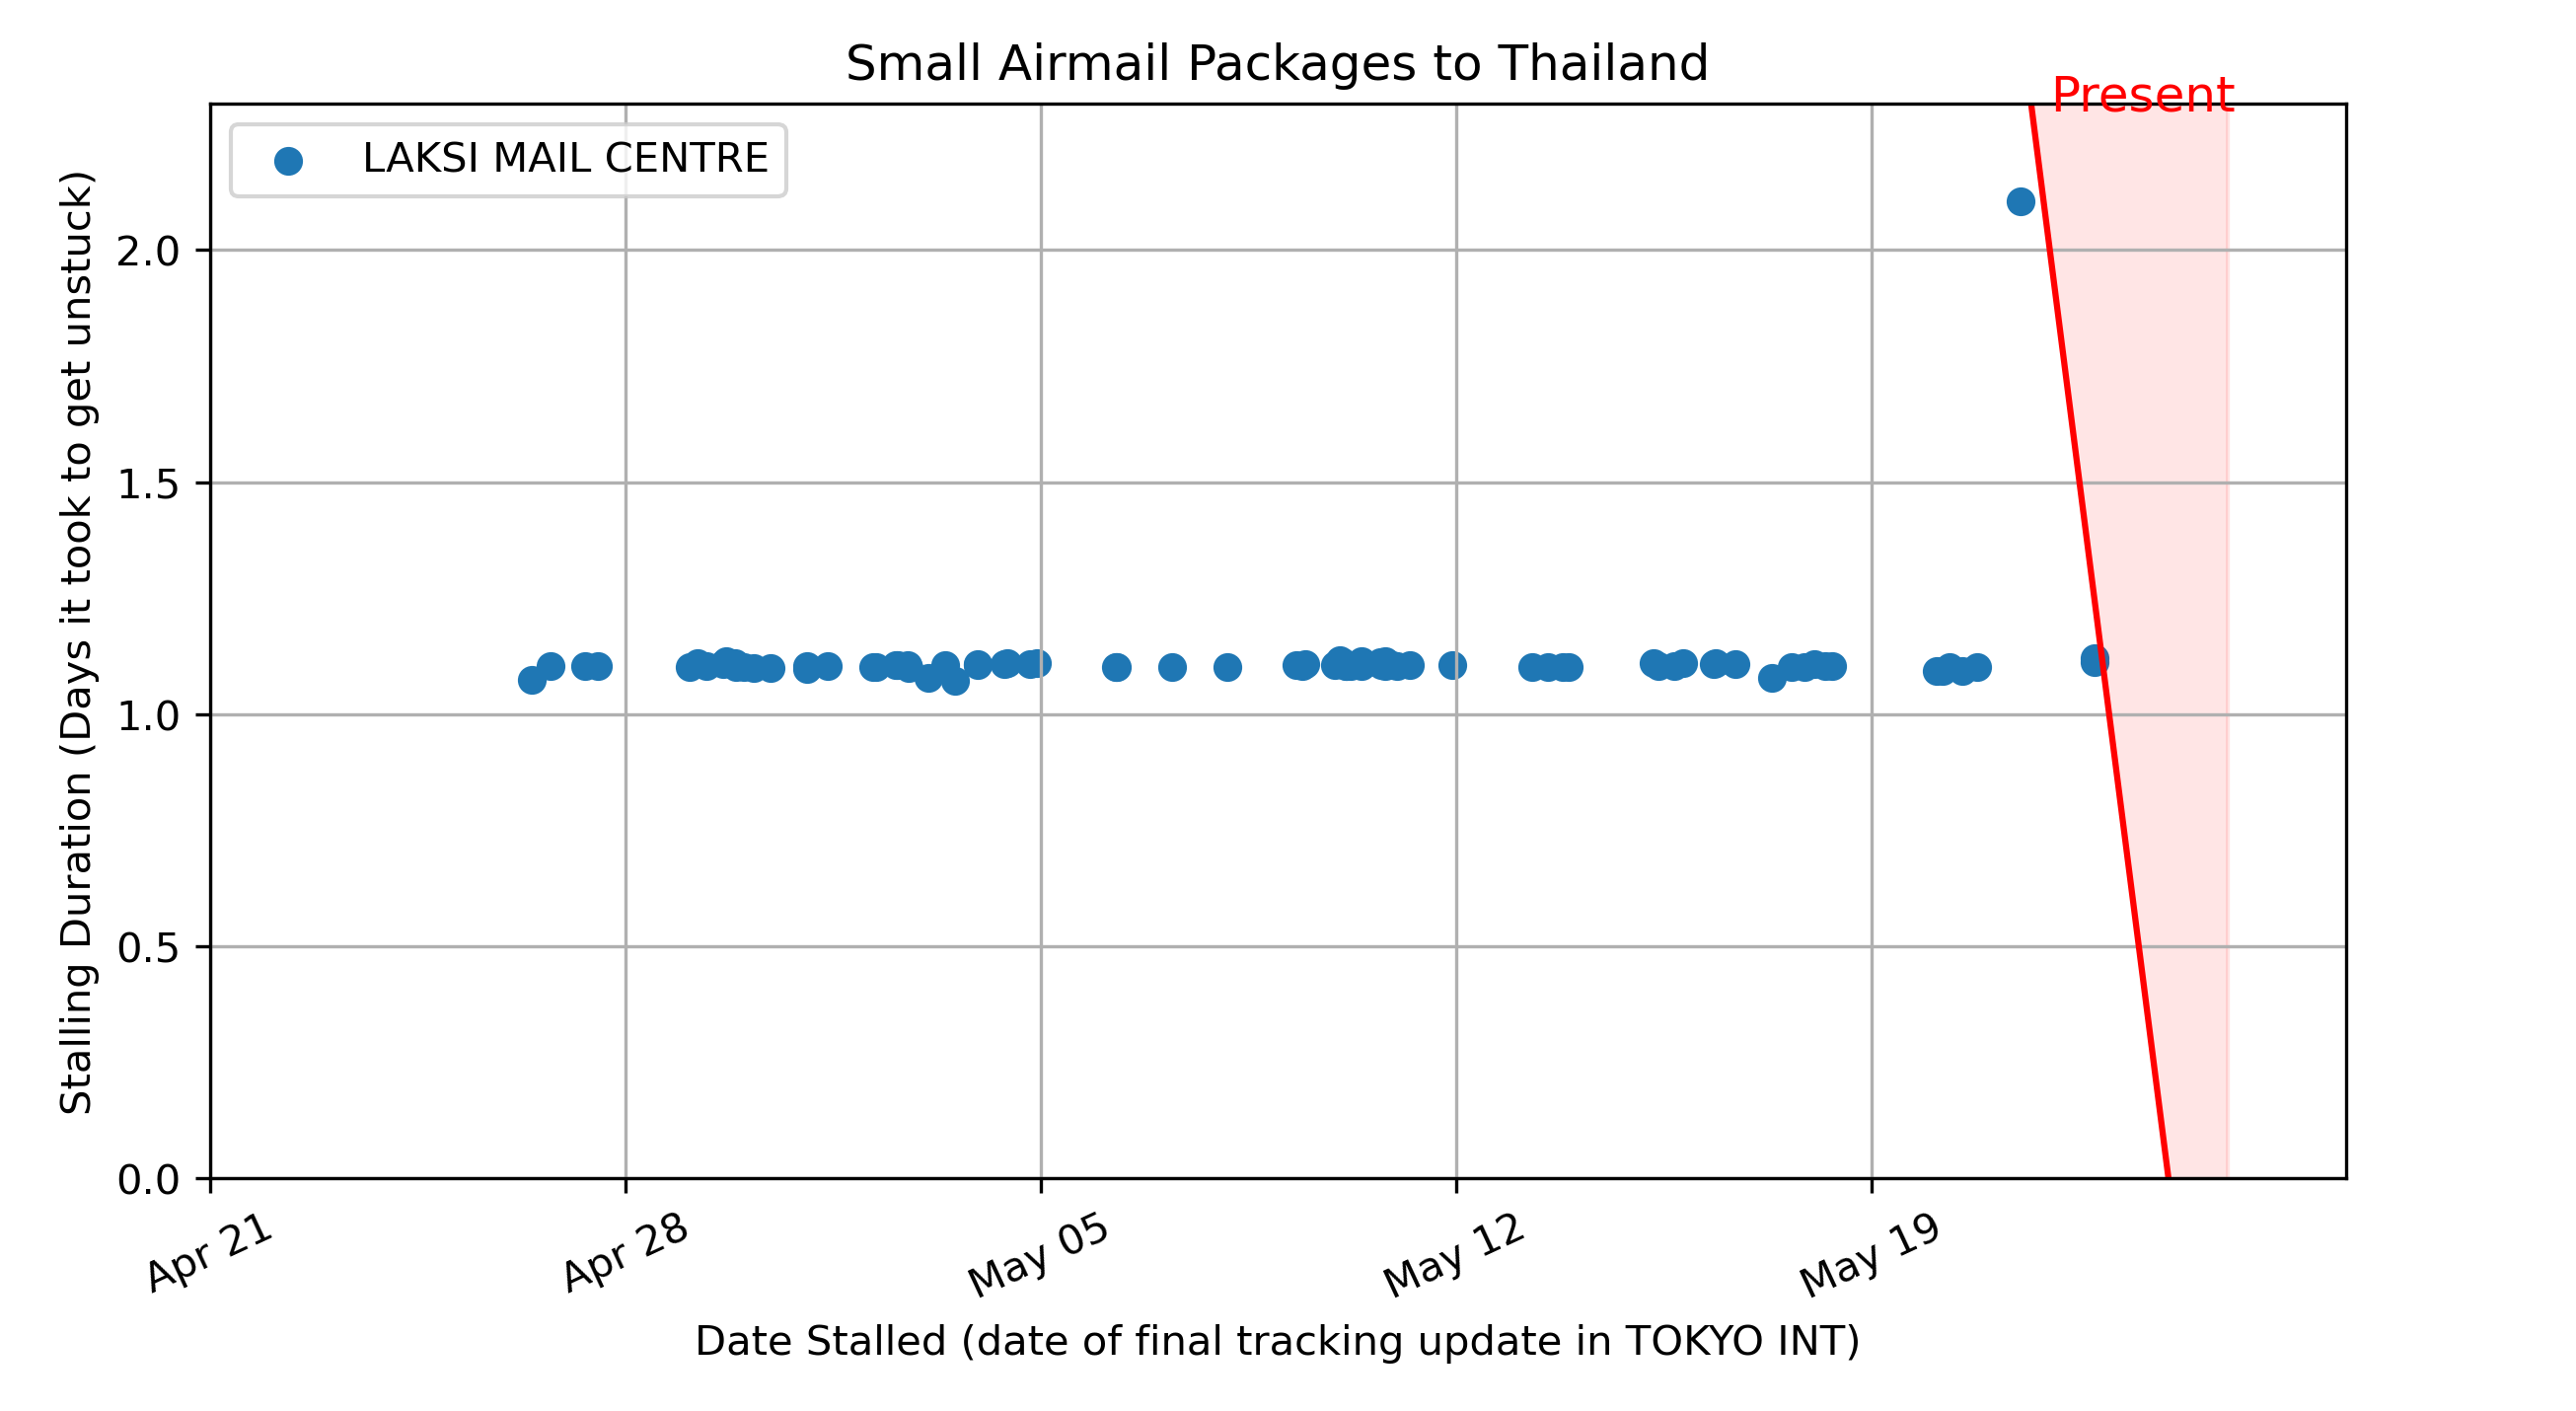 Small Airmail Packages to Thailand
Present
LAKSI MAIL CENTRE
Stalling Duration (Days it took to get unstuck)
2.0
1.5
1.0
0.5
0.0
Apr 21
Apr 28
May 05
May 12
May 19
Date Stalled (date of final tracking update in TOKYO INT)